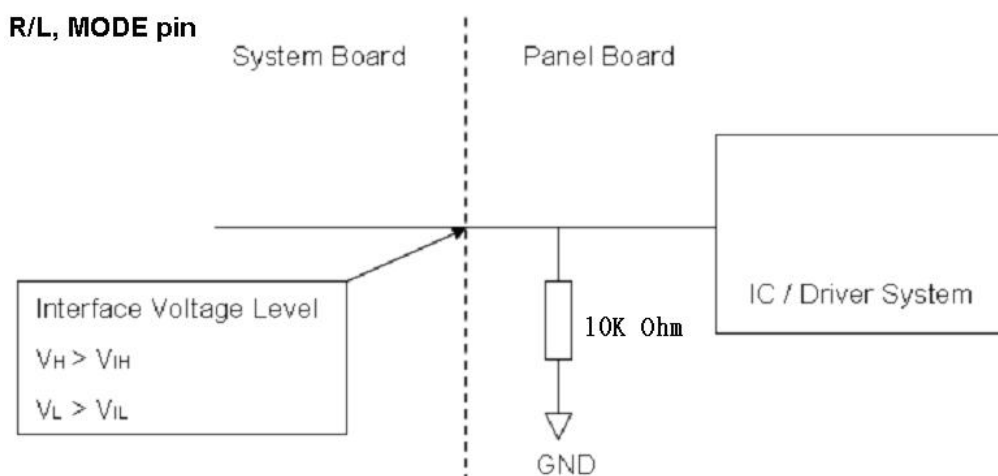 R/L, MODE pin
System Board
Panel Board
Interface Voltage Level
VH > VIH
VL > VIL
IC / Driver System
10K Ohm
GND